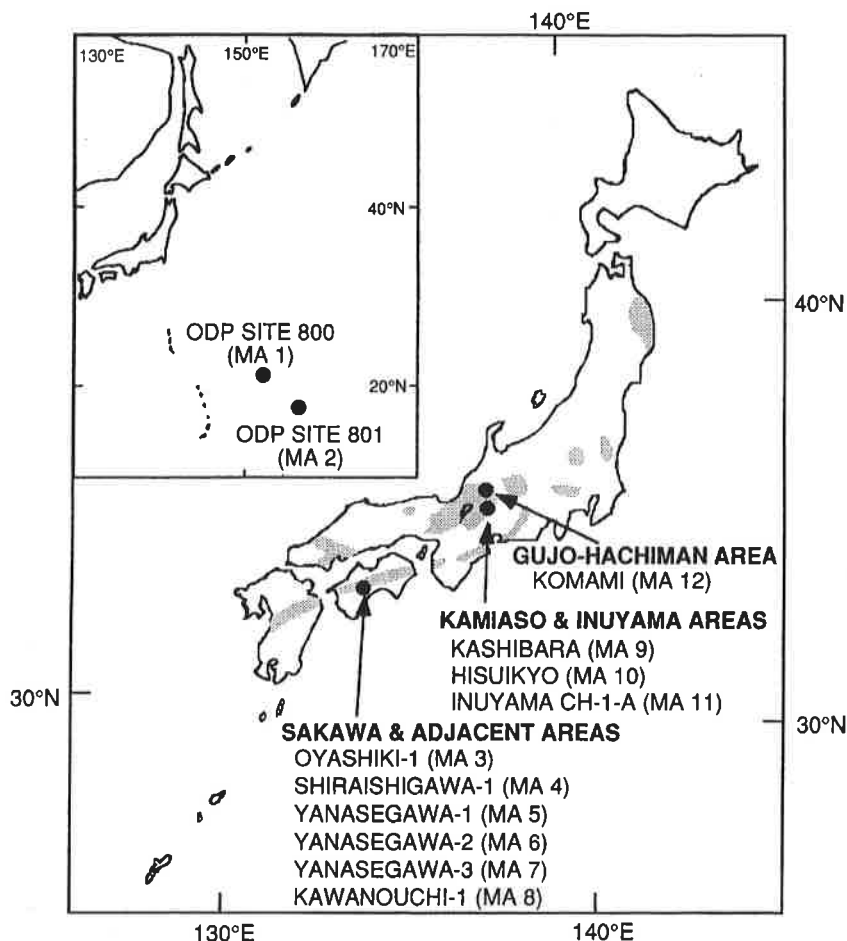 140°E
130°E
150°E
170°E
40°N
ODP SITE 800
(MA 1)
20°N
ODP SITE 801
(MA 2)
40°N
GUJO-HACHIMAN AREA
KOMAMI (MA 12)
KAMIASO & INUYAMA AREAS
KASHIBARA (MA 9)
HISUIKYO (MA 10)
INUYAMA CH-1-A (MA 11)
30°N
30°N
SAKAWA & ADJACENT AREAS
OYASHIKI-1 (MA 3)
SHIRAISHIGAWA-1 (MA 4)
YANASEGAWA-1 (MA 5)
YANASEGAWA-2 (MA 6)
YANASEGAWA-3 (MA 7)
KAWANOUCHI-1 (MA 8)
130°E
140°E